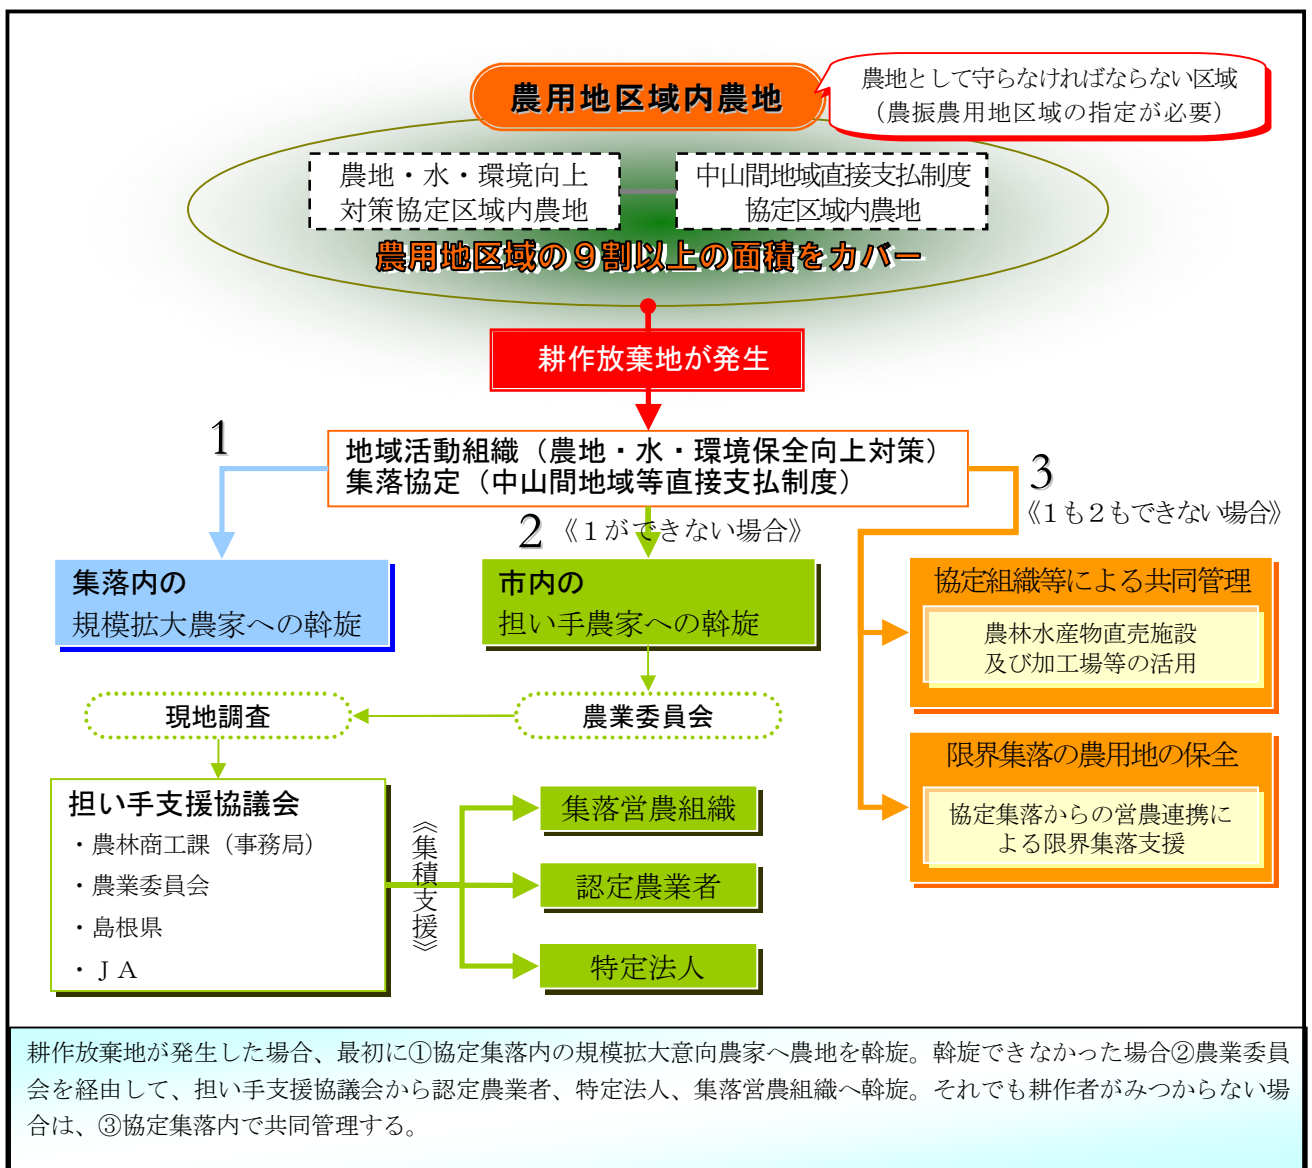 農用地区域内農地
農地として守らなければならない区域
（農振農用地区域の指定が必要）
農地・水・環境向上
対策協定区域内農地
中山間地域直接支払制度
協定区域内農地
農用地区域の９割以上の面積をカバー
耕作放棄地が発生
地域活動組織（農地・水・環境保全向上対策）
集落協定（中山間地域等直接支払制度）
1
集落内の
規模拡大農家への斡旋
2
《１ができない場合》
市内の
担い手農家への斡旋
3
《１も２もできない場合》
協定組織等による共同管理
農林水産物直売施設
及び加工場等の活用
限界集落の農用地の保全
協定集落からの営農連携に
よる限界集落支援
農業委員会
現地調査
担い手支援協議会
・農林商工課（事務局）
・農業委員会
・島根県
・ＪＡ
《集積支援》
集落営農組織
認定農業者
特定法人
耕作放棄地が発生した場合、最初に①協定集落内の規模拡大意向農家へ農地を斡旋。斡旋できなかった場合②農業委員
会を経由して、担い手支援協議会から認定農業者、特定法人、集落営農組織へ斡旋。それでも耕作者がみつからない場
合は、③協定集落内で共同管理する。